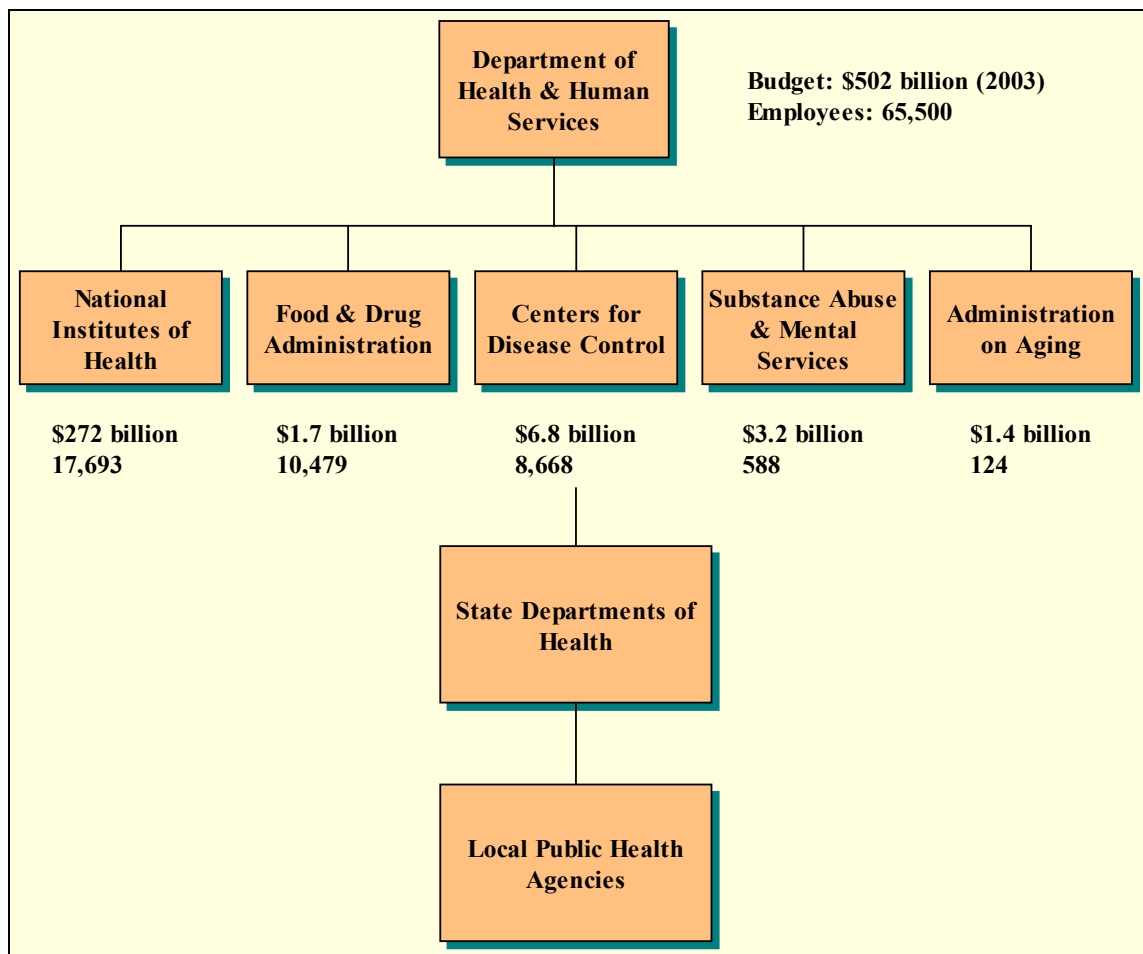 Department of
Health & Human
Services
Budget: $502 billion (2003)
Employees: 65,500
National
Institutes of
Health
Food & Drug
Administration
Centers for
Disease Control
Substance Abuse
& Mental
Services
Administration
on Aging
$272 billion
17,693
$1.7 billion
10,479
$6.8 billion
8,668
$3.2 billion
588
$1.4 billion
124
State Departments of
Health
Local Public Health
Agencies